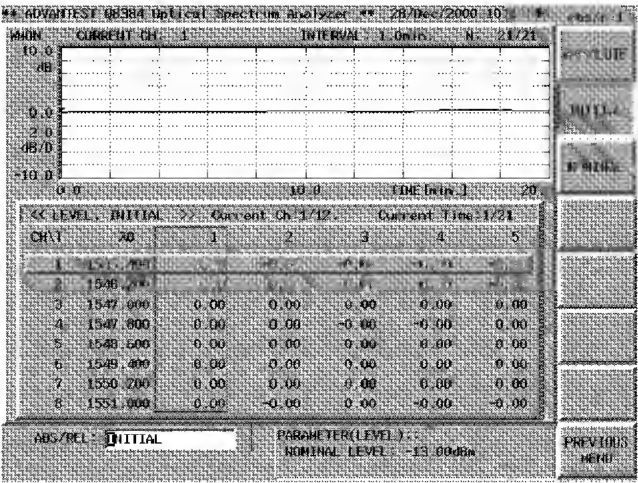 ** ADVANTEST Q8384 Optical Spectrum Analyzer ** 28/Dec/2000 10
WMON CURRENT CH. 1 INTERVAL: 1.0min. N: 21/21
10.0
dB
0.0
2.0
dB/D
-10.0
0.0 10.0 TIME[min.] 20.
<< LEVEL, INITIAL >> Current Ch:1/12. Current Time:1/21
CH\T λ0 1 2 3 4 5
1
2 1546.200
3 1547.000 0.00 0.00 0.00 0.00 0.00
4 1547.800 0.00 0.00 -0.00 -0.00 0.00
5 1548.600 0.00 0.00 0.00 0.00 0.00
6 1549.400 0.00 0.00 0.00 0.00 0.00
7 1550.200 0.00 0.00 0.00 0.00 0.00
8 1551.000 0.00 -0.00 0.00 -0.00 -0.00
ABS/REL: INITIAL
PARAMETER(LEVEL)::
NOMINAL LEVEL: -13.00dBm
PREVIOUS
MENU